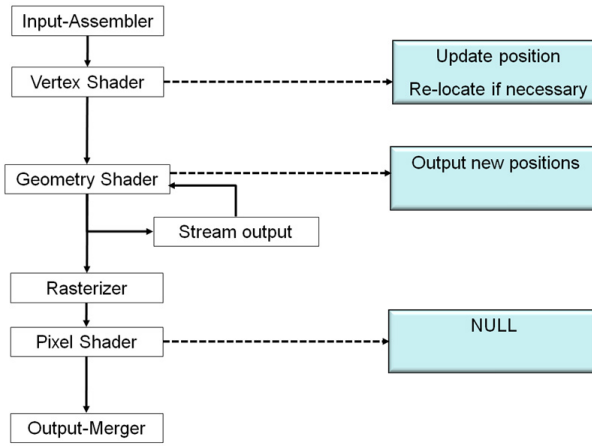 Input-Assembler
Vertex Shader
Update position
Re-locate if necessary
Geometry Shader
Output new positions
Stream output
Rasterizer
Pixel Shader
NULL
Output-Merger